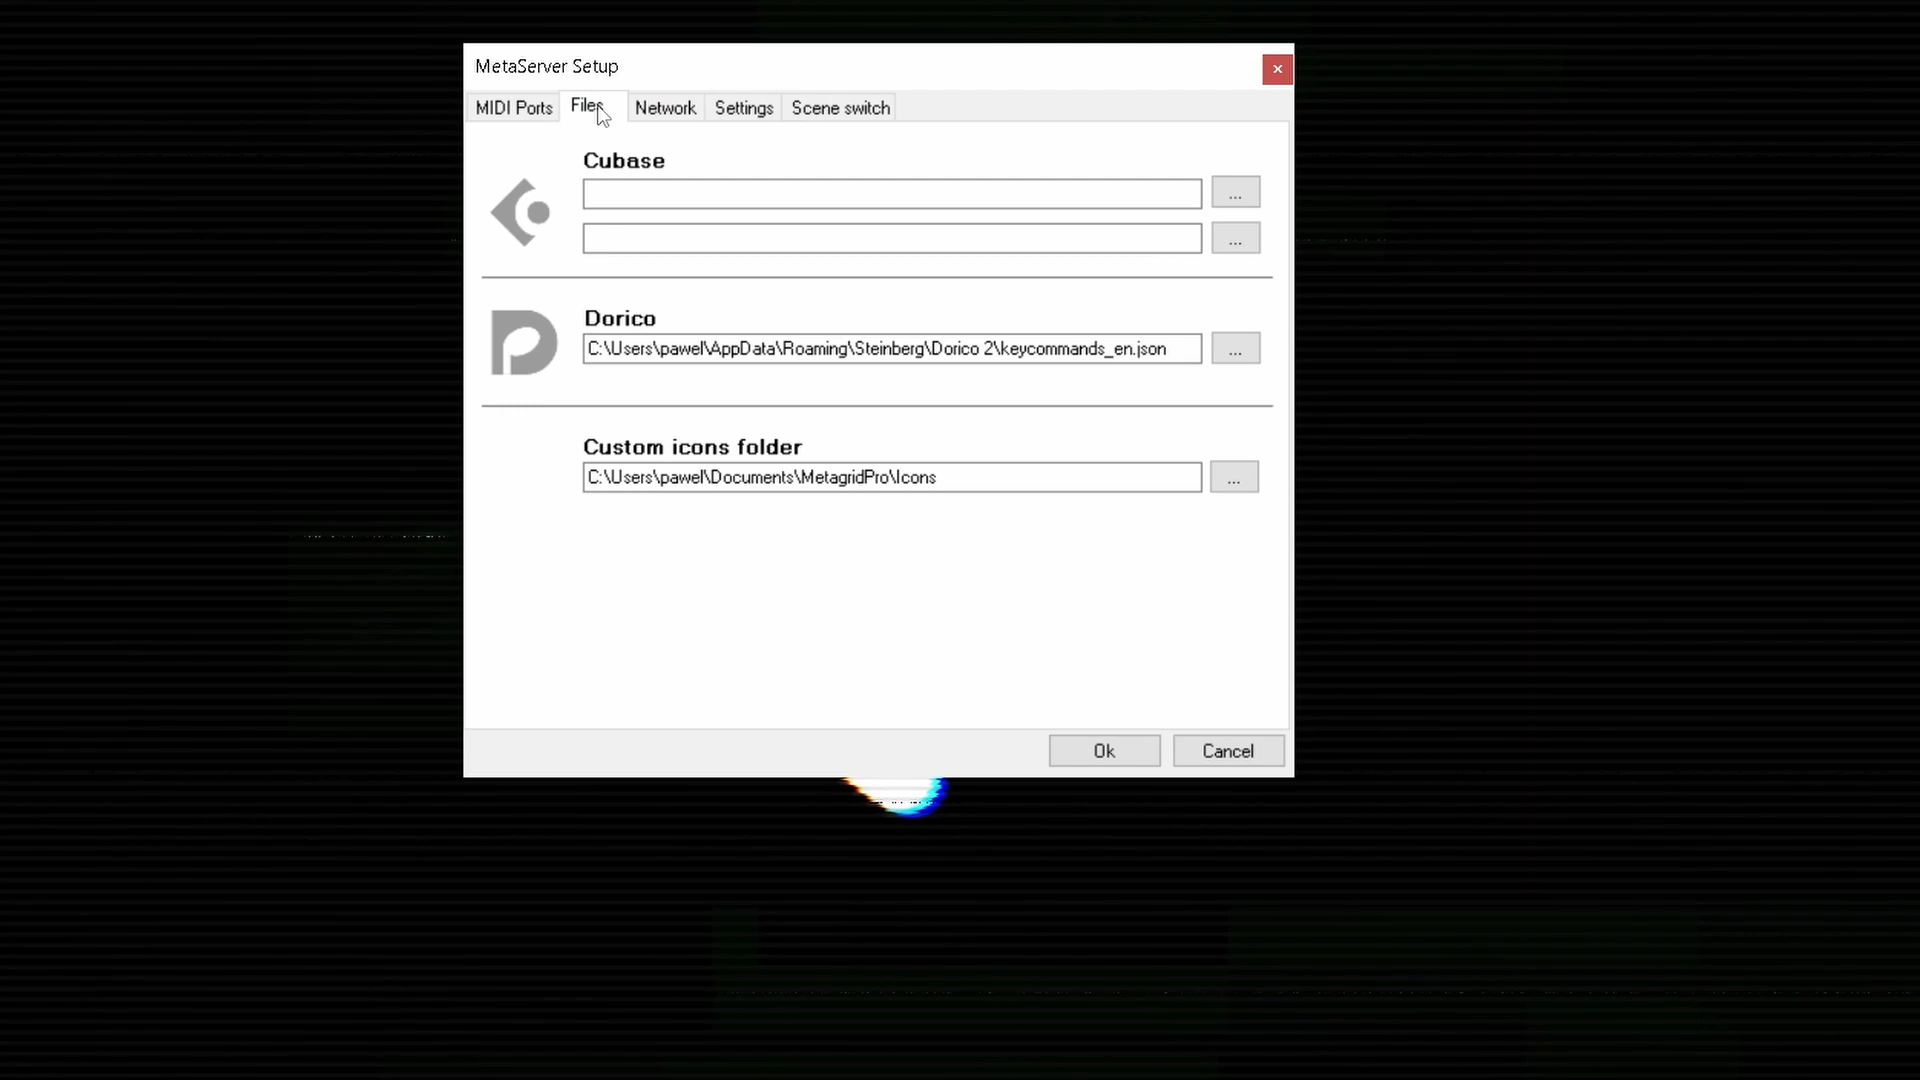 MetaServer Setup
MIDI Ports Files Network Settings Scene switch
Cubase
...
...
Dorico
C:\Users\pawel\AppData\Roaming\Steinberg\Dorico 2\keycommands_en.json ...
Custom icons folder
C:\Users\pawel\Documents\MetagridPro\Icons ...
Ok Cancel